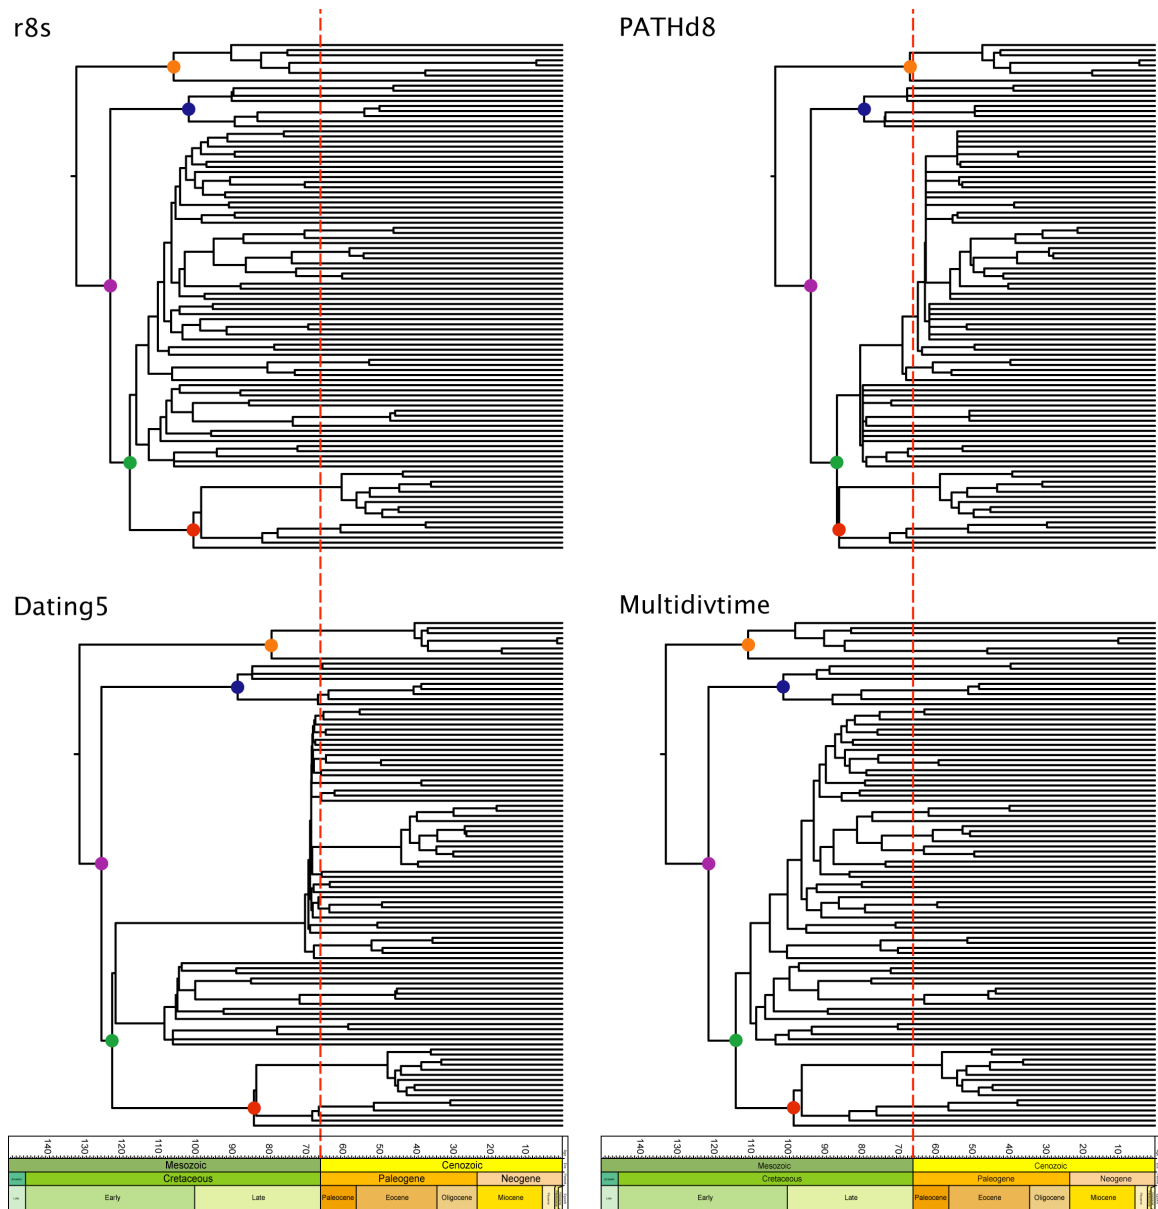 r8s
PATHd8
Dating5
Multidivtime
140 130 120 110 100 90 80 70 60 50 40 30 20 10
140 130 120 110 100 90 80 70 60 50 40 30 20 10
Mesozoic Cenozoic
Mesozoic Cenozoic
Cretaceous Paleogene Neogene
Cretaceous Paleogene Neogene
Early Late Paleocene Eocene Oligocene Miocene
Early Late Paleocene Eocene Oligocene Miocene